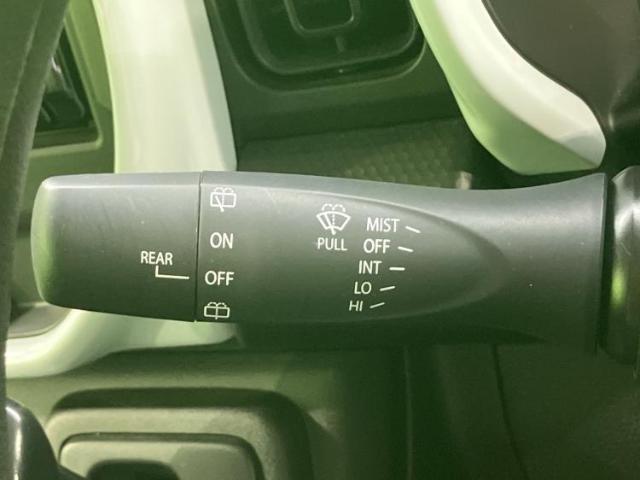 REAR
ON
OFF
PULL
MIST
OFF
INT
LO
HI